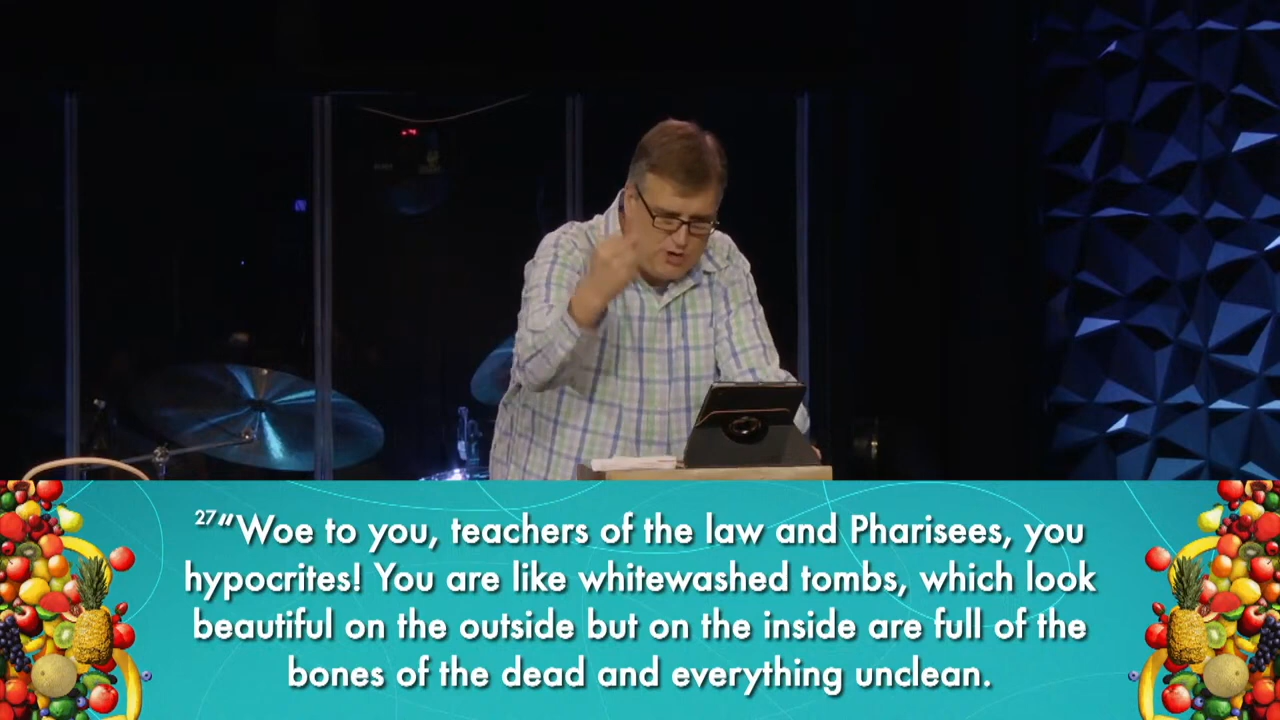 27“Woe to you, teachers of the law and Pharisees, you
hypocrites! You are like whitewashed tombs, which look
beautiful on the outside but on the inside are full of the
bones of the dead and everything unclean.